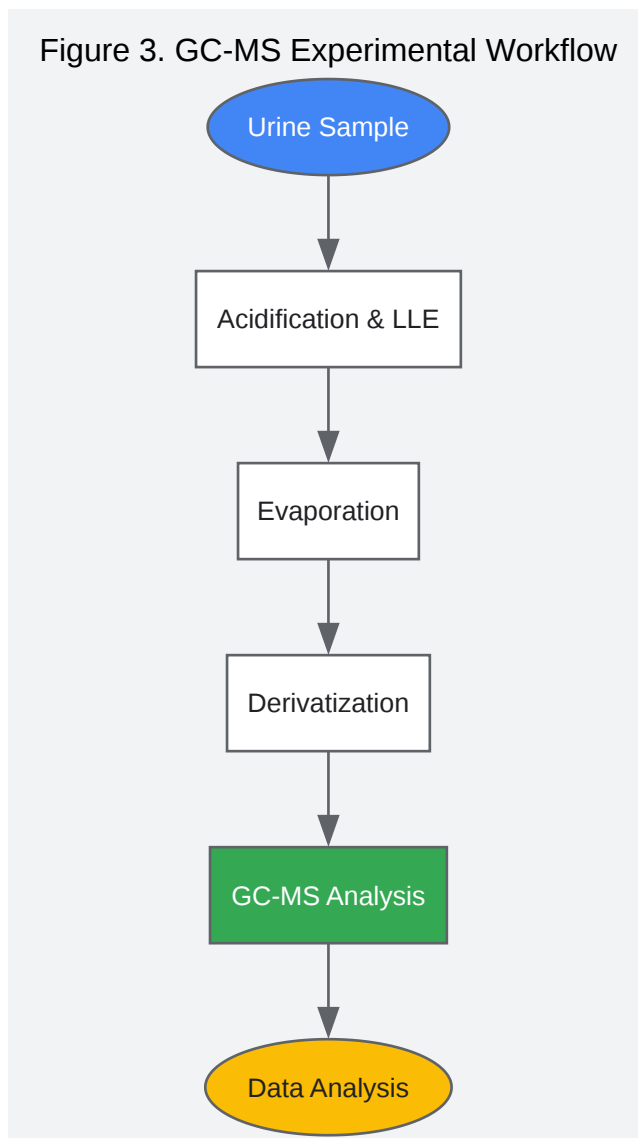 Figure 3. GC-MS Experimental Workflow
Urine Sample
Acidification & LLE
Evaporation
Derivatization
GC-MS Analysis
Data Analysis